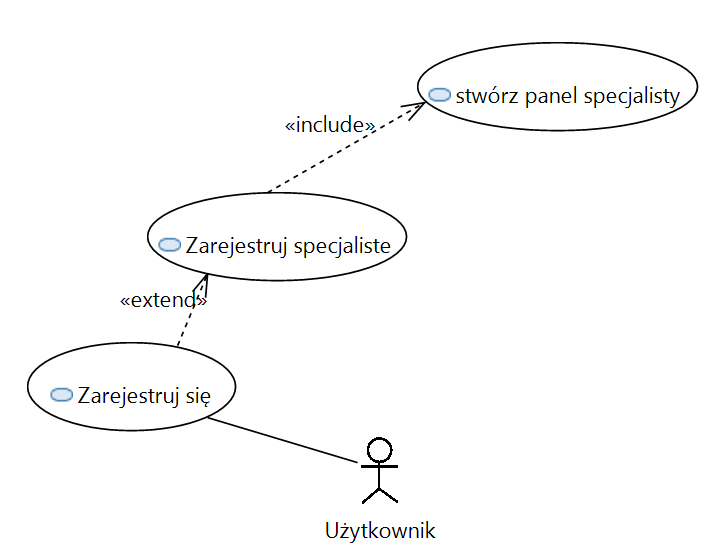 stwórz panel specjalisty
«include»
Zarejestruj specjaliste
«extend»
Zarejestruj się
Użytkownik